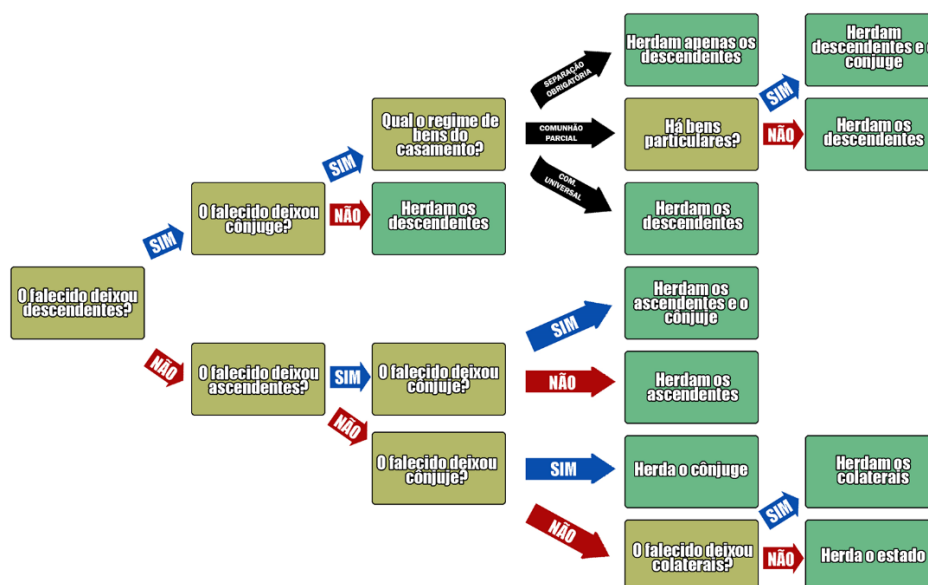 Herdam apenas os
descendentes
Herdam
descendentes e o
conjuge
SEPARAÇÃO
OBRIGATÓRIA
SIM
Qual o regime de
bens do
casamento?
COMUNHÃO
PARCIAL
Há bens
particulares?
NÃO
Herdam os
descendentes
SIM
COM.
UNIVERSAL
O falecido deixou
cônjuge?
NÃO
Herdam os
descendentes
Herdam os
descendentes
SIM
O falecido deixou
descendentes?
Herdam os
ascendentes e o
cônjuje
SIM
NÃO
O falecido deixou
ascendentes?
SIM
O falecido deixou
cônjuje?
NÃO
Herdam os
ascendentes
NÃO
O falecido deixou
cônjuje?
SIM
Herda o cônjuge
Herdam os
colaterais
SIM
NÃO
O falecido deixou
colaterais?
NÃO
Herda o estado